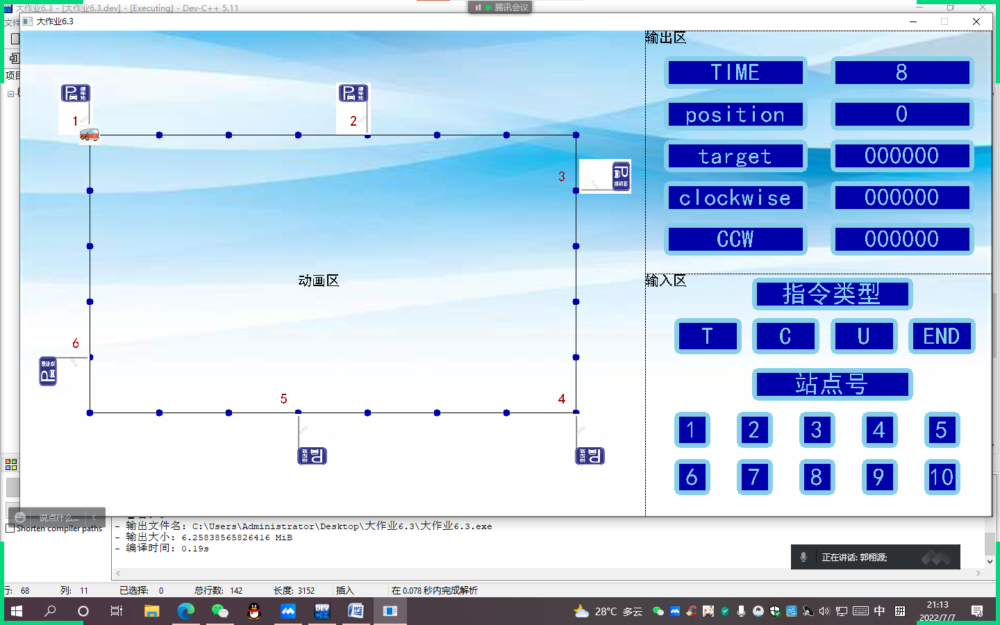 大作业6.3 - [大作业6.3.dev] - [Executing] - Dev-C++ 5.11
腾讯会议
文件
大作业6.3
项目
输出区
TIME 8
position 0
target 000000
clockwise 000000
CCW 000000
1
2
3
动画区
6
5
4
输入区
指令类型
T C U END
站点号
1 2 3 4 5
6 7 8 9 10
说点什么...
Shorten compiler paths
- 输出文件名: C:\Users\Administrator\Desktop\大作业6.3\大作业6.3.exe
- 输出大小: 6.25838565826416 MiB
- 编译时间: 0.19s
正在讲话: 郭栩源;
行: 68 列: 11 已选择: 0 总行数: 142 长度: 3152 插入 在 0.078 秒内完成解析
28°C 多云
中
拼
21:13
2022/7/7